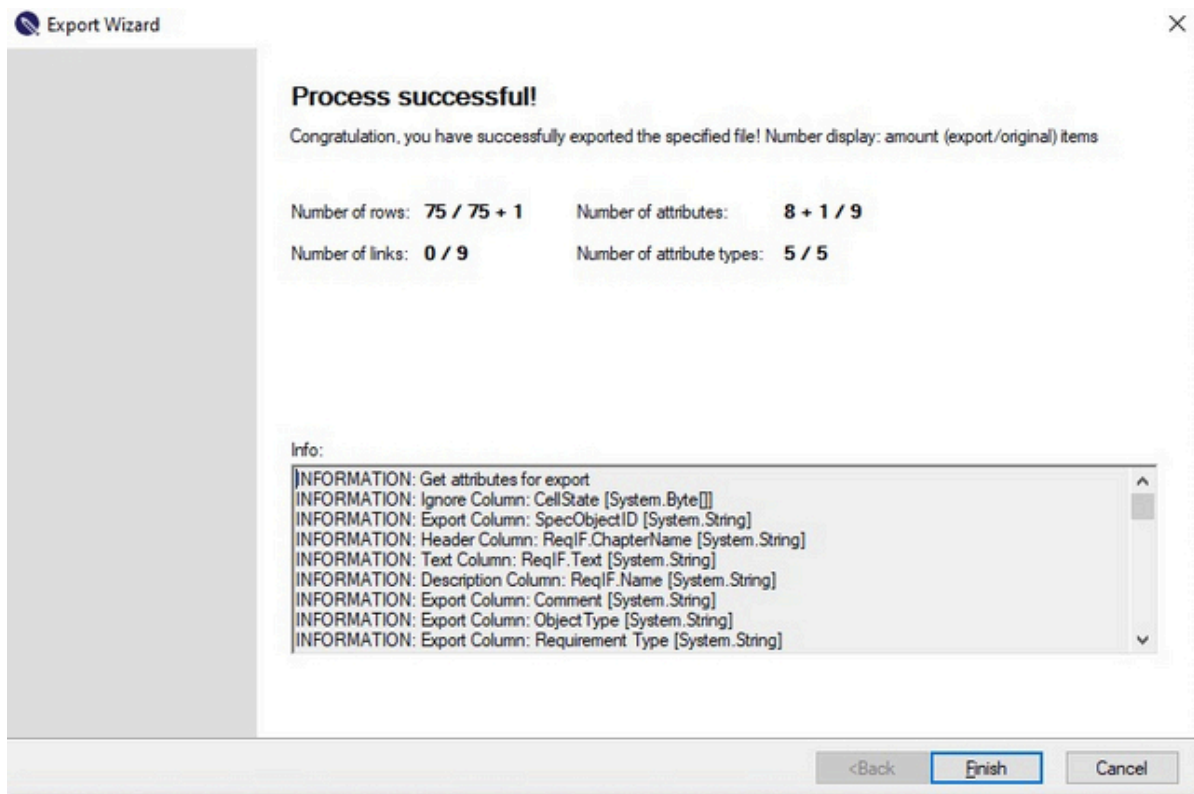 Export Wizard
Process successful!
Congratulation, you have successfully exported the specified file! Number display: amount (export/original) items
Number of rows: 75 / 75 + 1 Number of attributes: 8 + 1 / 9
Number of links: 0 / 9 Number of attribute types: 5 / 5
Info:
INFORMATION: Get attributes for export
INFORMATION: Ignore Column: CellState [System.Byte[]]
INFORMATION: Export Column: SpecObjectID [System.String]
INFORMATION: Header Column: ReqIF.ChapterName [System.String]
INFORMATION: Text Column: ReqIF.Text [System.String]
INFORMATION: Description Column: ReqIF.Name [System.String]
INFORMATION: Export Column: Comment [System.String]
INFORMATION: Export Column: ObjectType [System.String]
INFORMATION: Export Column: Requirement Type [System.String]
<Back Finish Cancel